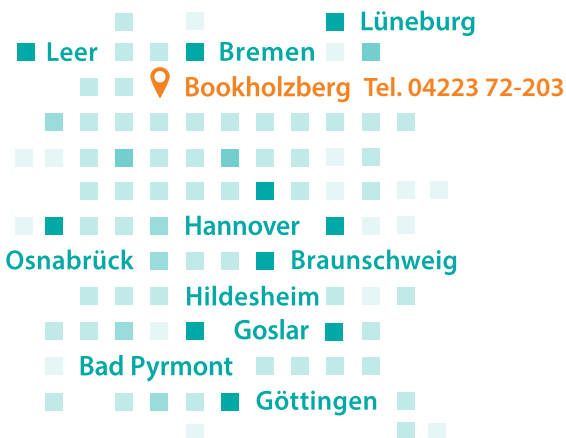 Lüneburg
Leer Bremen
Bookholzberg Tel. 04223 72-203
Hannover
Osnabrück Braunschweig
Hildesheim
Goslar
Bad Pyrmont
Göttingen